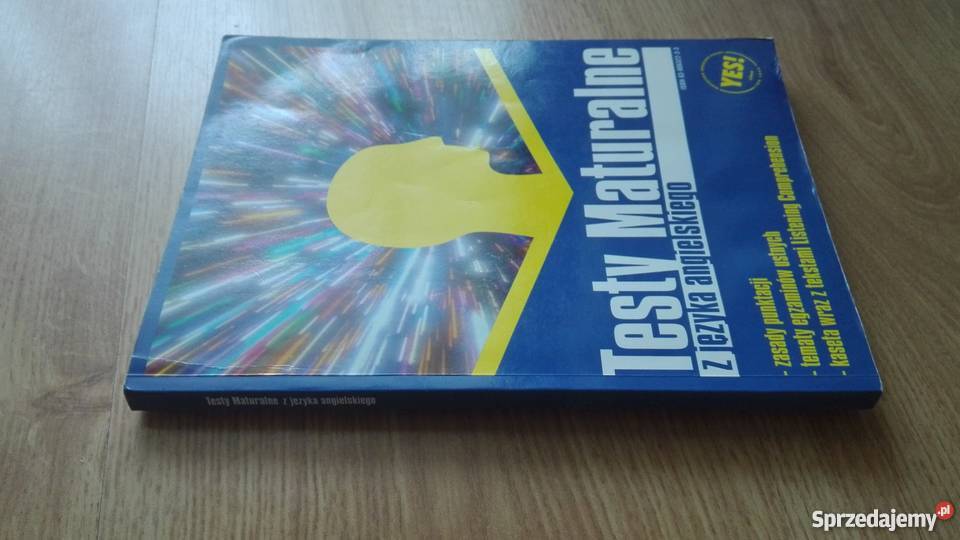 Testy Maturalne
z języka angielskiego
- zasady punktacji
- tematy egzaminów ustnych
- kaseta wraz z tekstami Listening Comprehension
YES!
Testy Maturalne z języka angielskiego
Sprzedajemy.pl